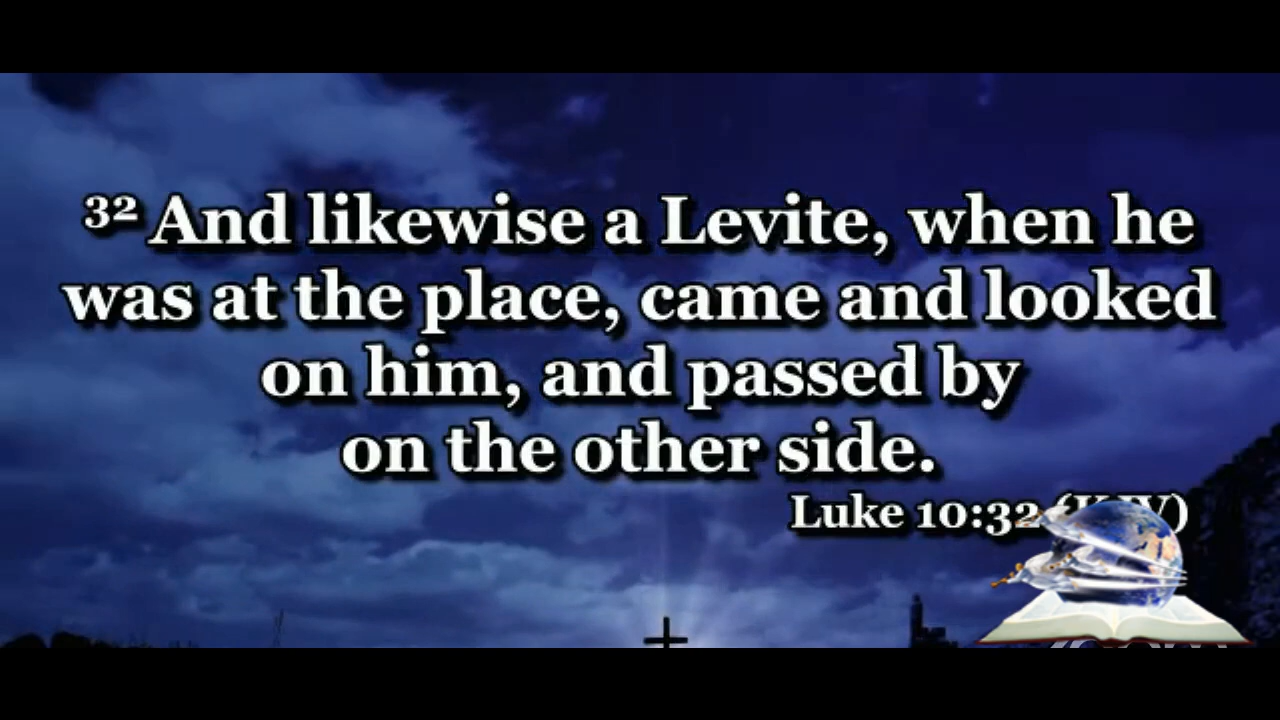 ³² And likewise a Levite, when he
was at the place, came and looked
on him, and passed by
on the other side.
Luke 10:32 (KJV)